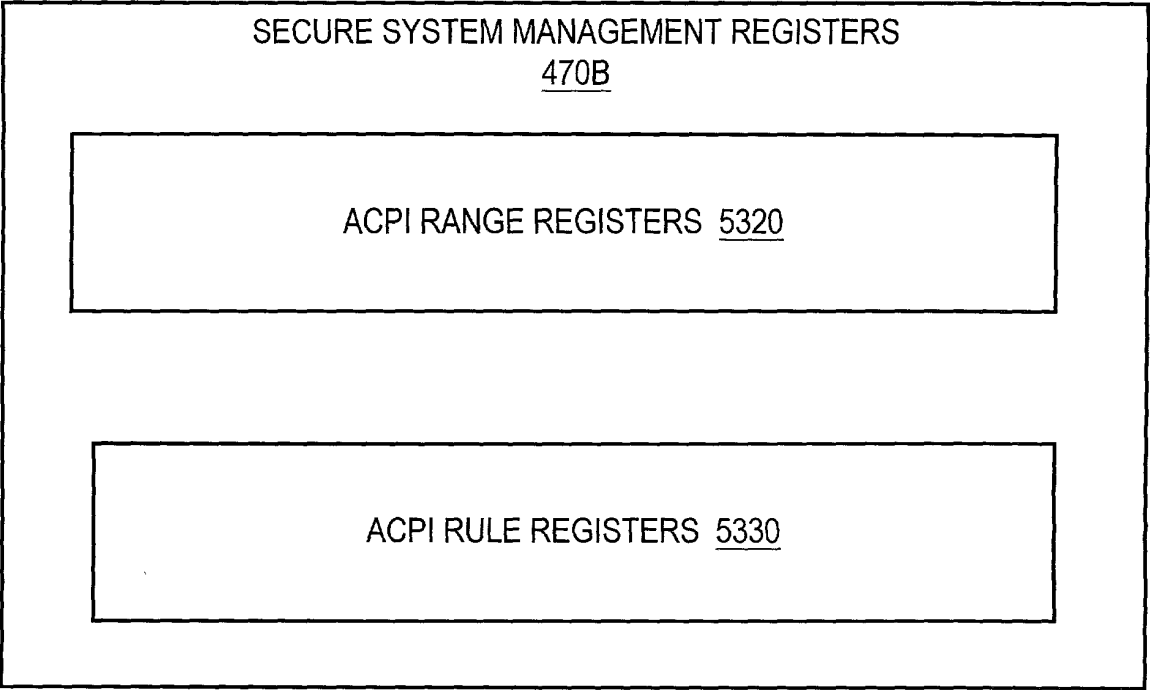 SECURE SYSTEM MANAGEMENT REGISTERS
470B
ACPI RANGE REGISTERS 5320
ACPI RULE REGISTERS 5330